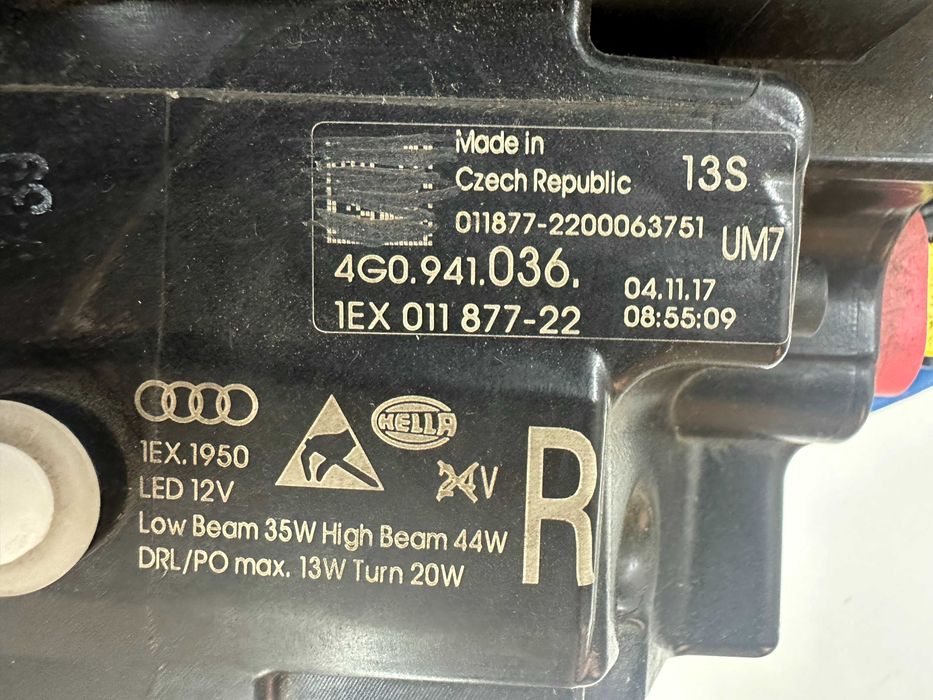 Made in
Czech Republic
13S
011877-2200063751
UM7
4G0.941.036.
04.11.17
1EX 011 877-22
08:55:09
HELLA
1EX.1950
24V
LED 12V
R
Low Beam 35W High Beam 44W
DRL/PO max. 13W Turn 20W